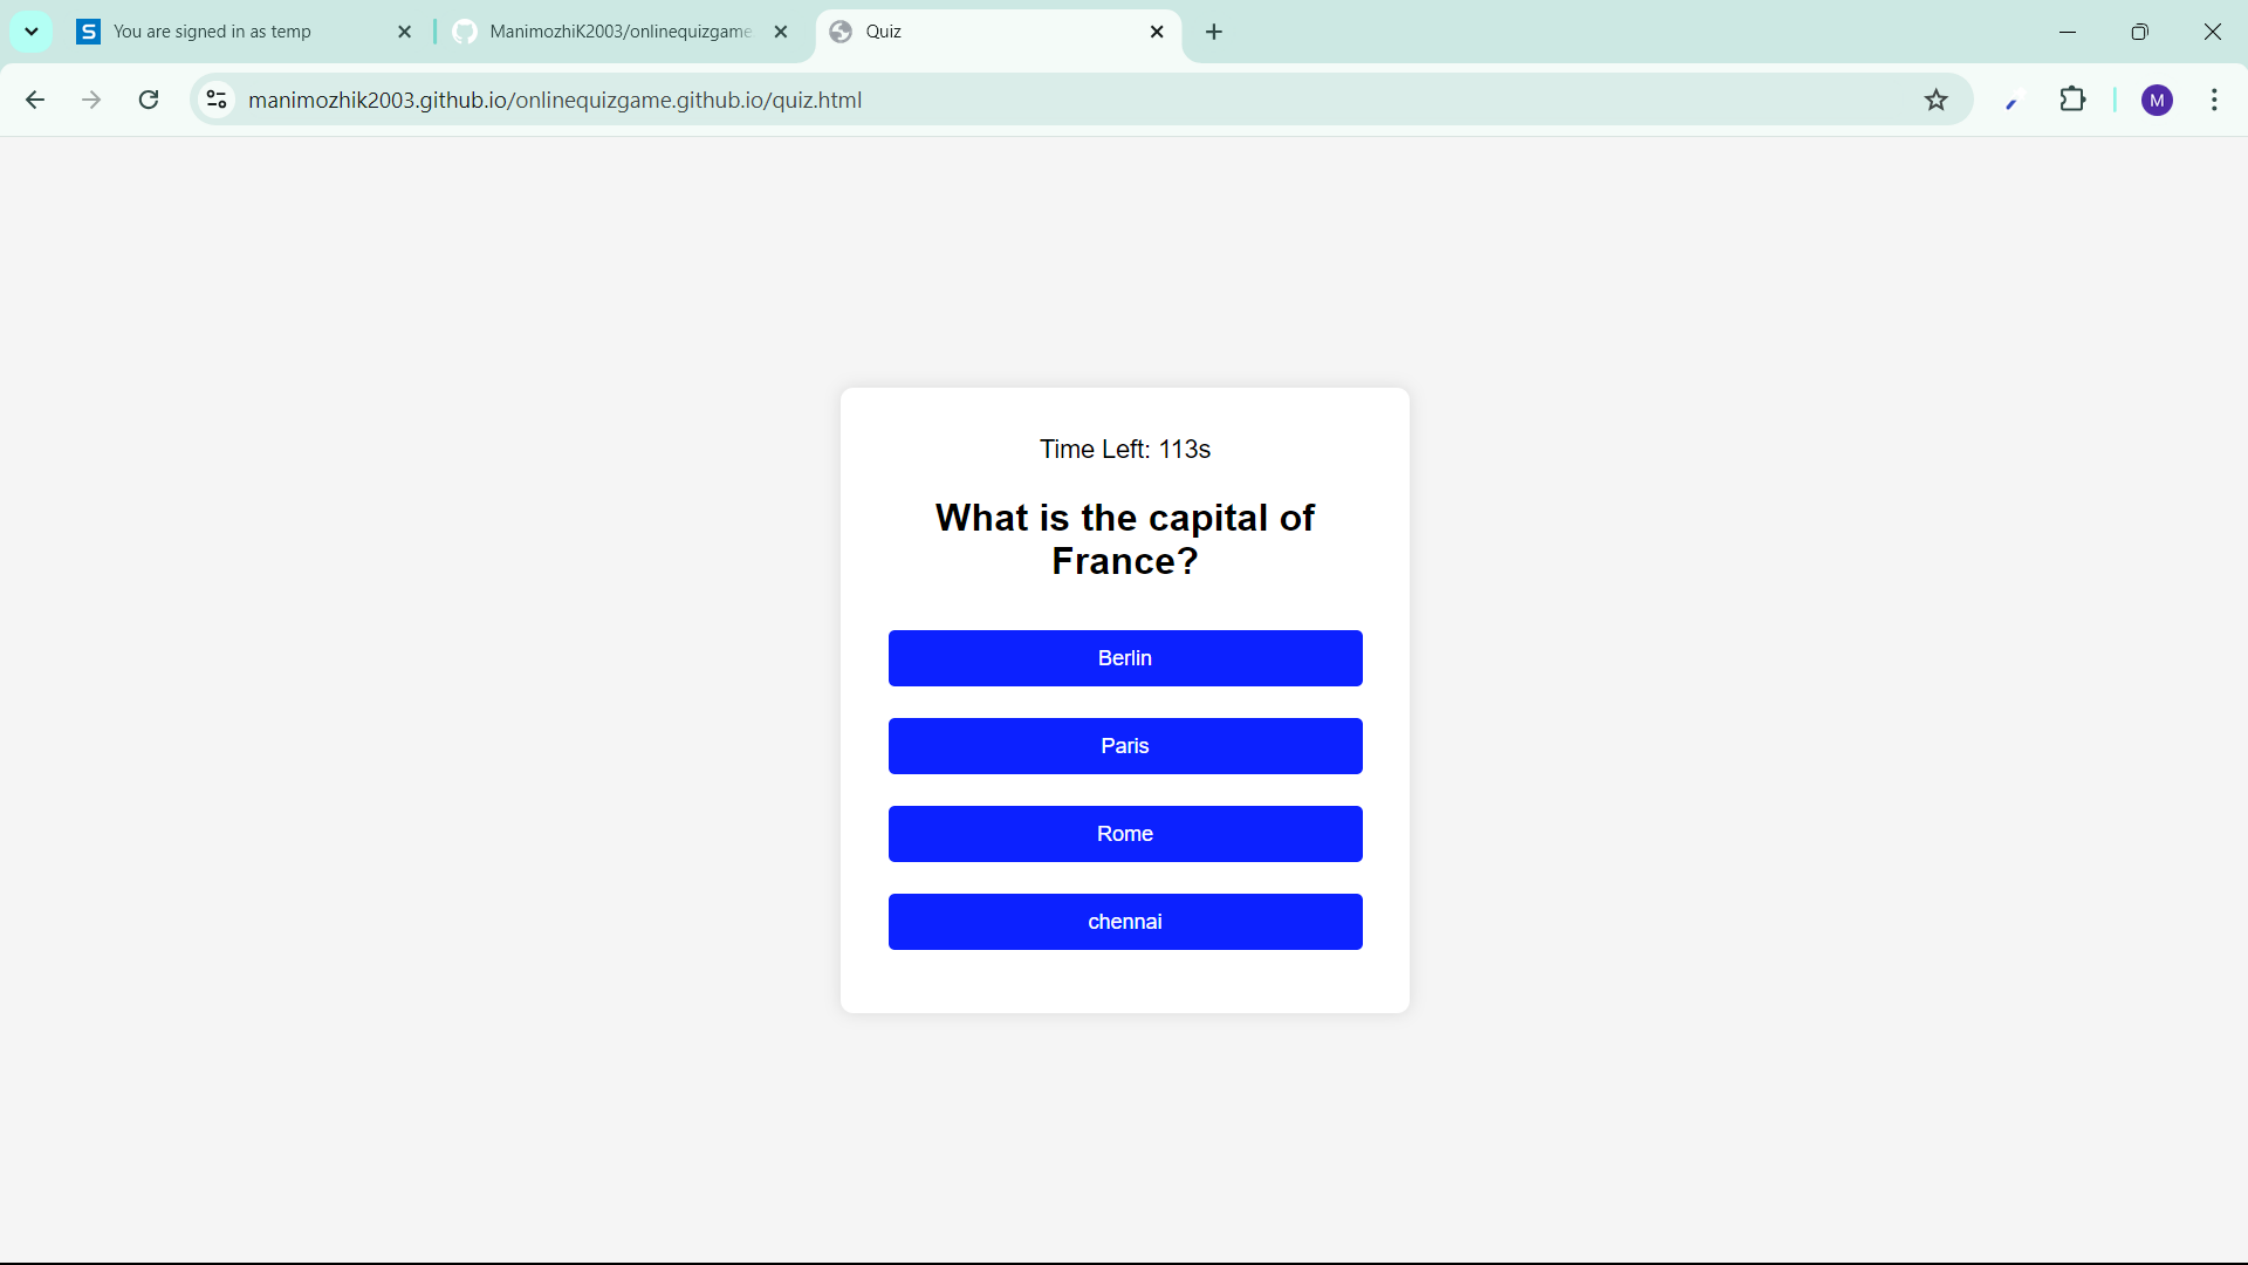 You are signed in as temp
ManimozhiK2003/onlinequizgame
Quiz
manimozhik2003.github.io/onlinequizgame.github.io/quiz.html
M
Time Left: 113s
What is the capital of
France?
Berlin
Paris
Rome
chennai